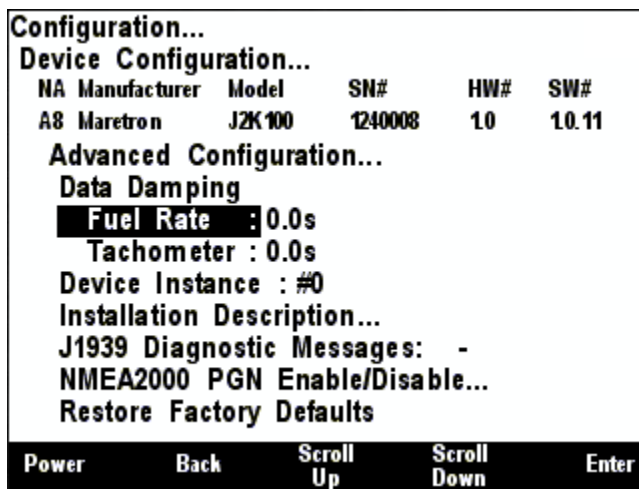 Configuration...
Device Configuration...
NA Manufacturer Model SN# HW# SW#
A8 Maretron J2K100 1240008 1.0 1.0.11
Advanced Configuration...
Data Damping
Fuel Rate : 0.0s
Tachometer : 0.0s
Device Instance : #0
Installation Description...
J1939 Diagnostic Messages: -
NMEA2000 PGN Enable/Disable...
Restore Factory Defaults
Power Back Scroll Up Scroll Down Enter